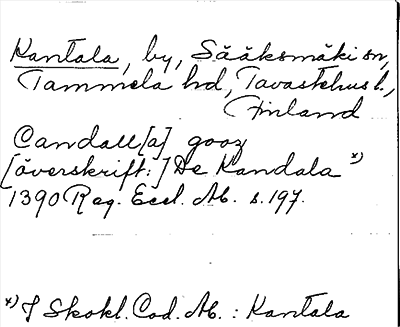 Kantala, by, Sääksmäki sn,
Tammela hd, Tavastehus l.,
Finland
Candall[a] gooz
[överskrift:] De Kandala x)
1390 Reg. Eccl. Ab. s. 197.
x) I Skokl. Cod. Ab. : Kantala